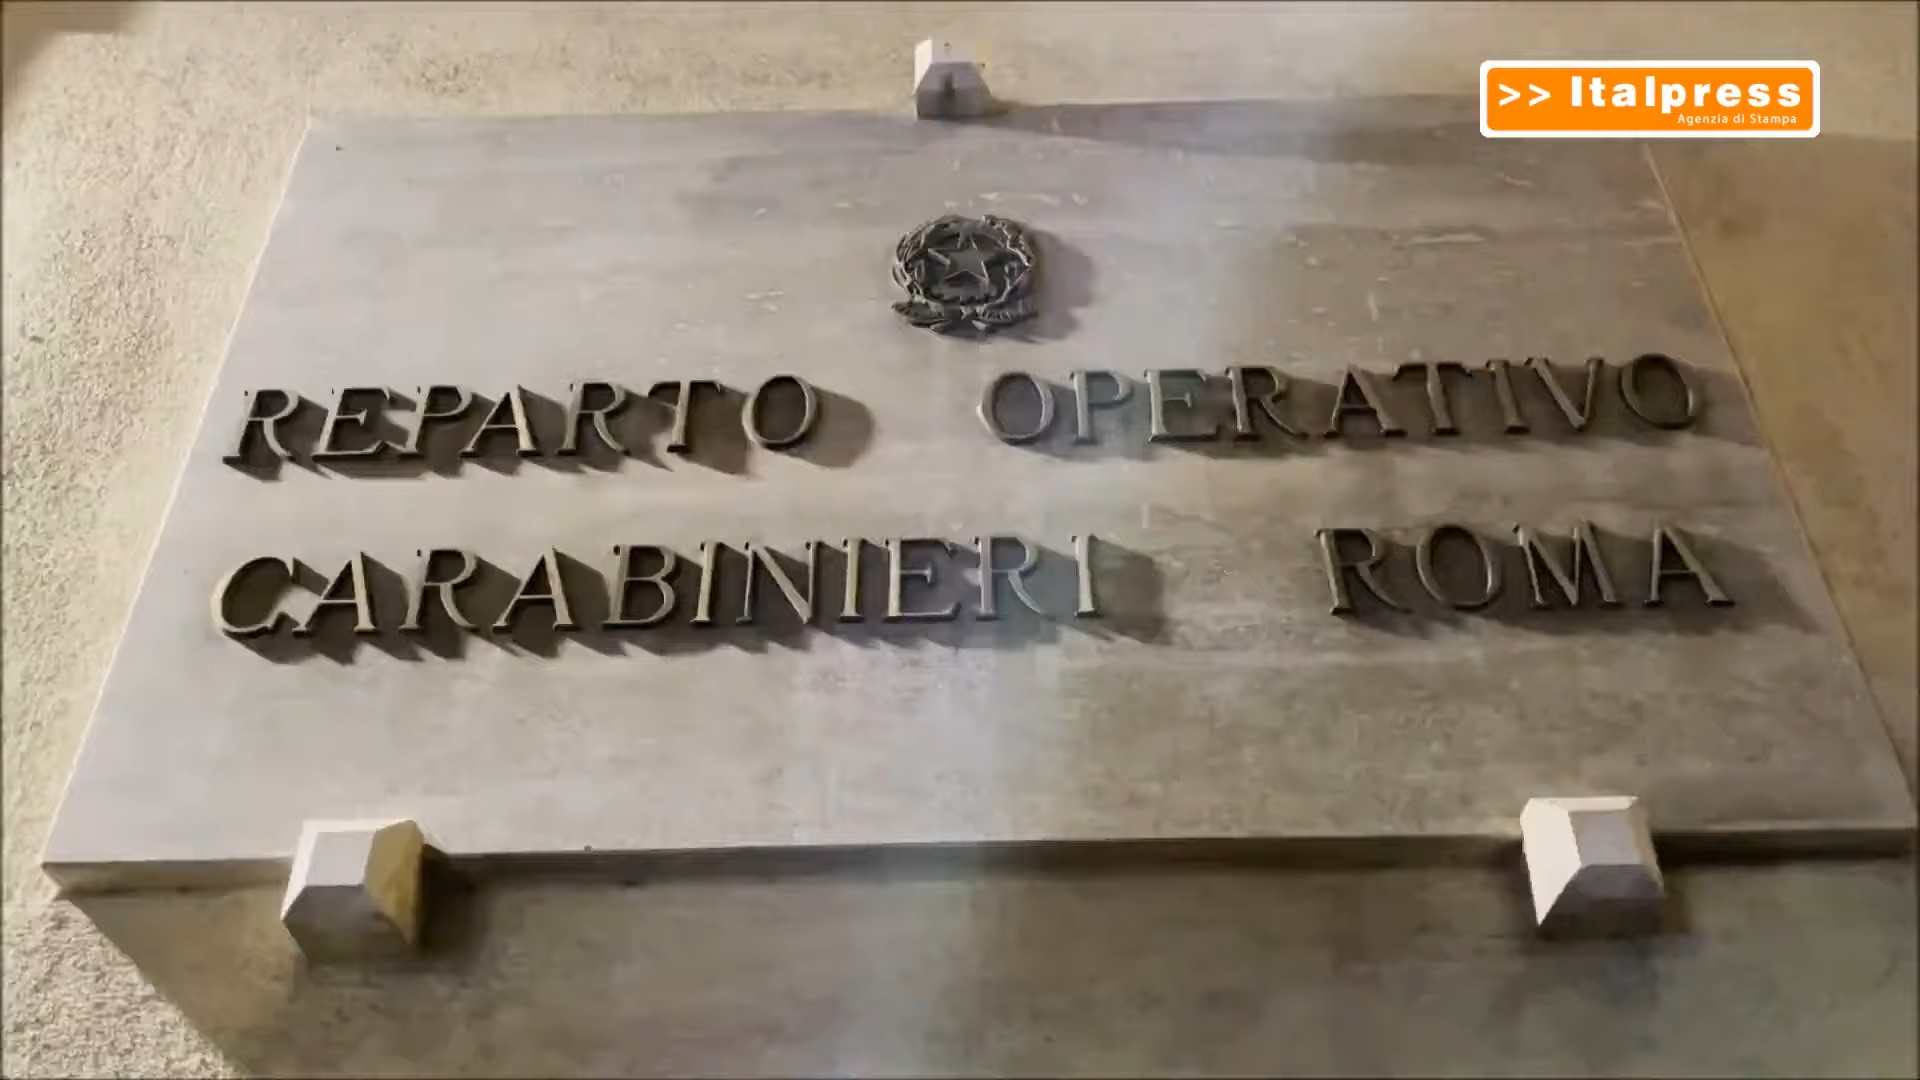 >> Italpress
Agenzia di Stampa
REPARTO OPERATIVO
CARABINIERI ROMA